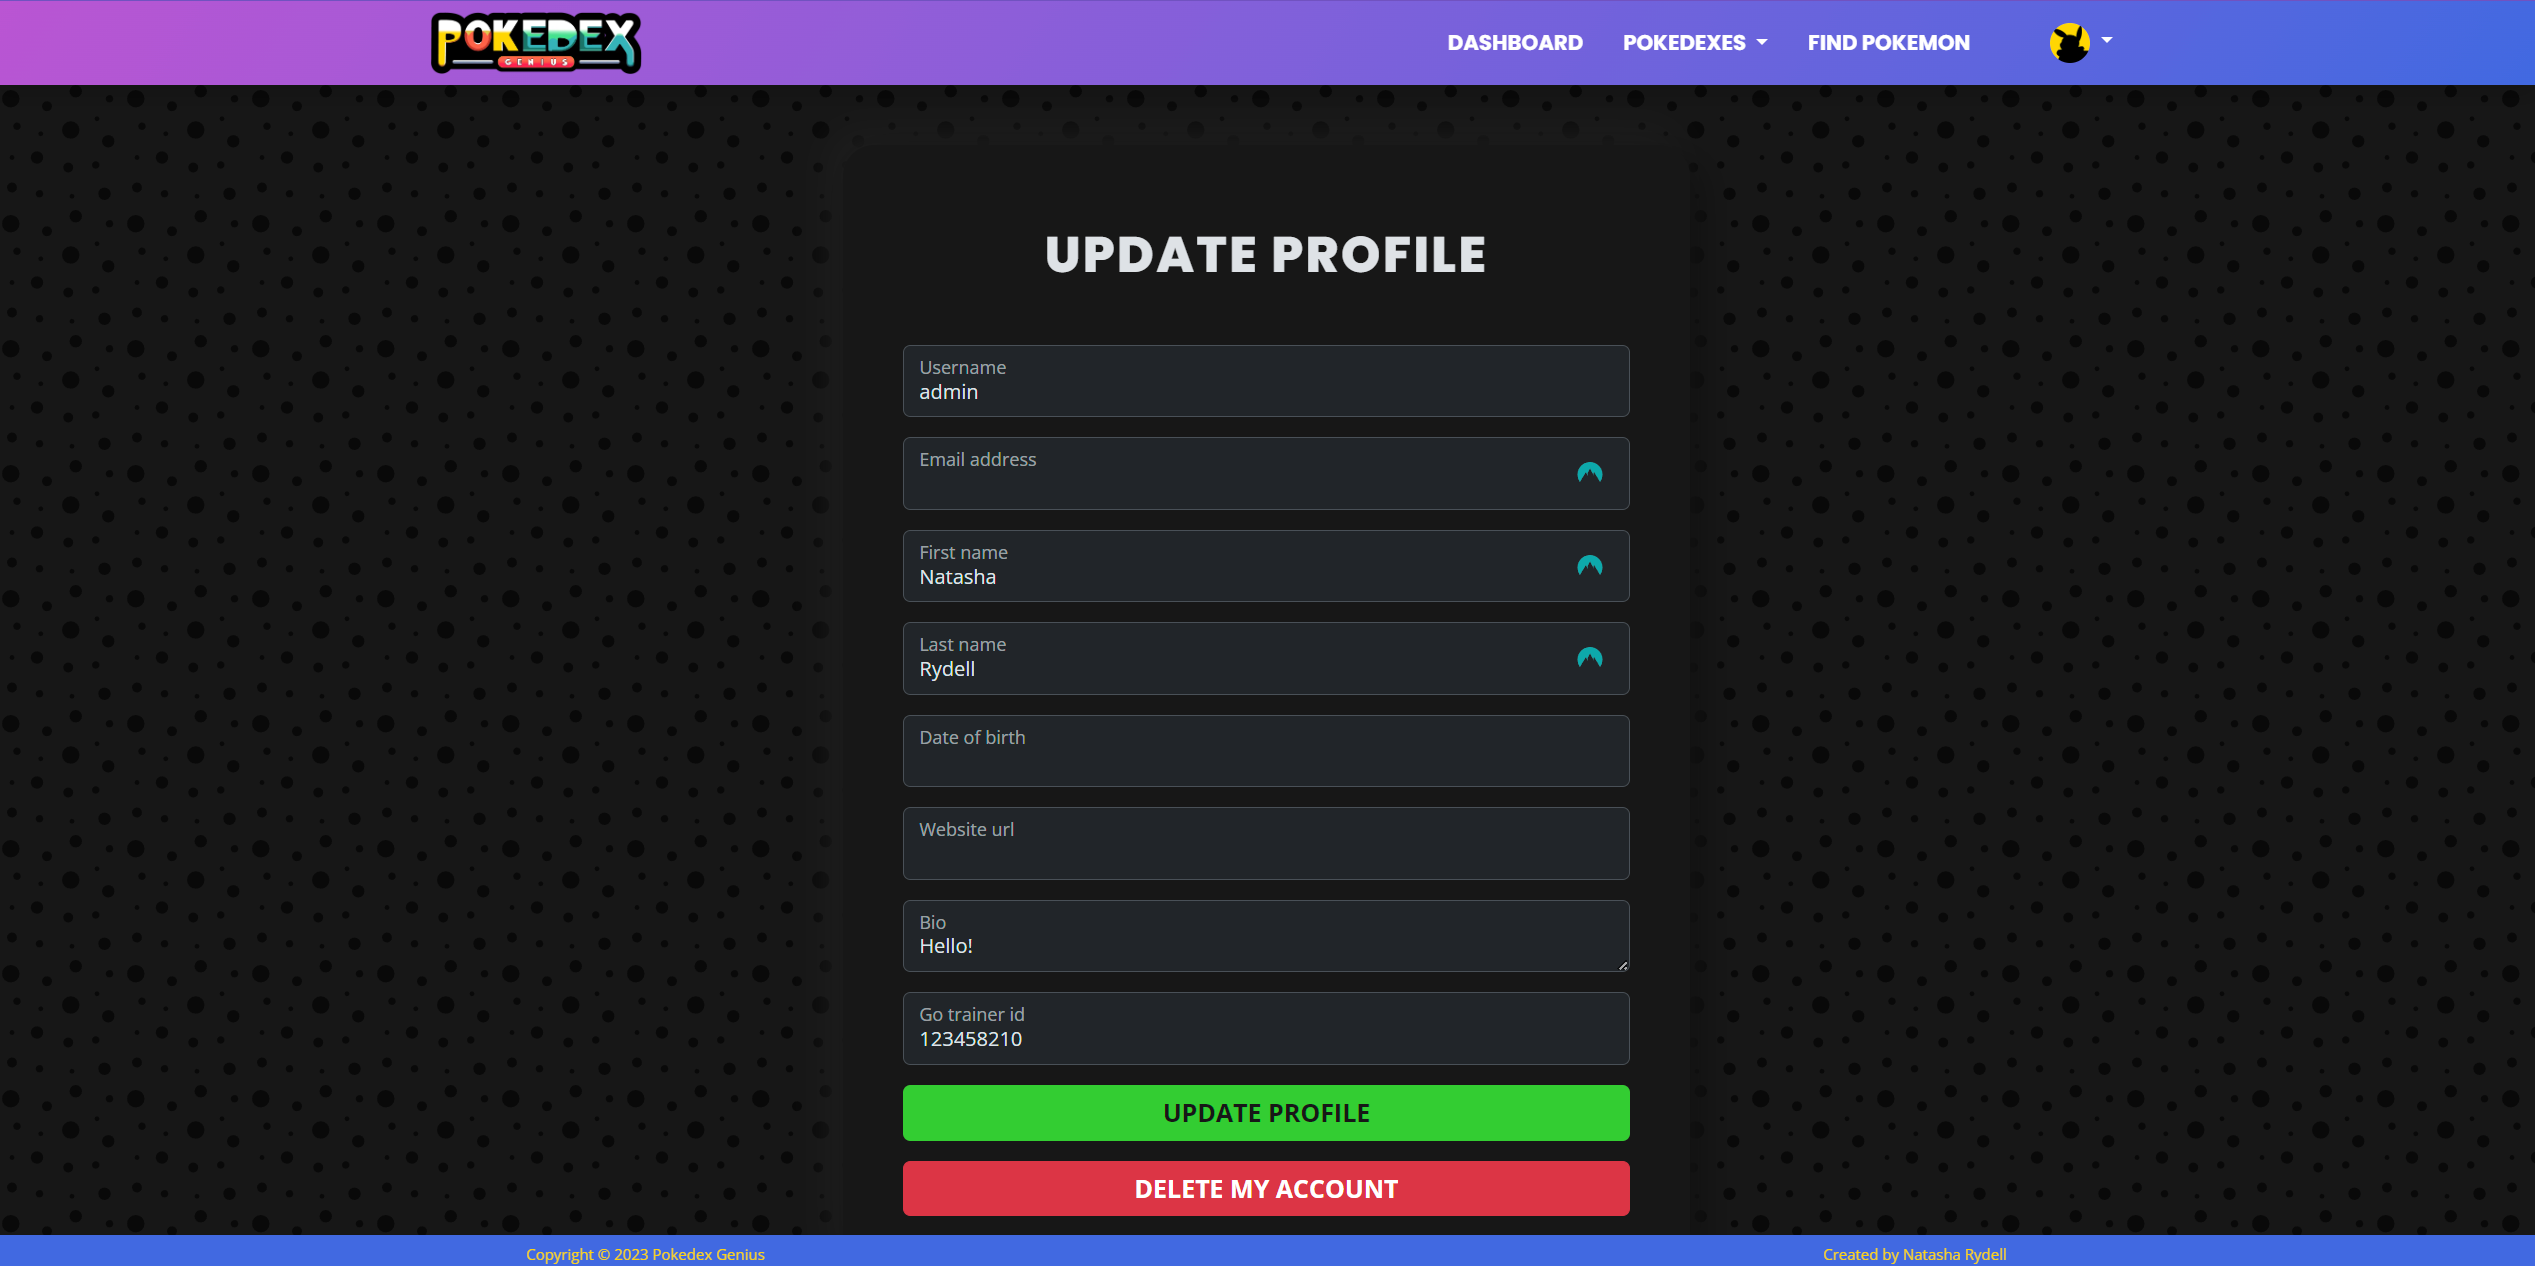 POKEDEX
GENIUS
DASHBOARD
POKEDEXES
FIND POKEMON
UPDATE PROFILE
Username
admin
Email address
First name
Natasha
Last name
Rydell
Date of birth
Website url
Bio
Hello!
Go trainer id
123458210
UPDATE PROFILE
DELETE MY ACCOUNT
Copyright © 2023 Pokedex Genius
Created by Natasha Rydell